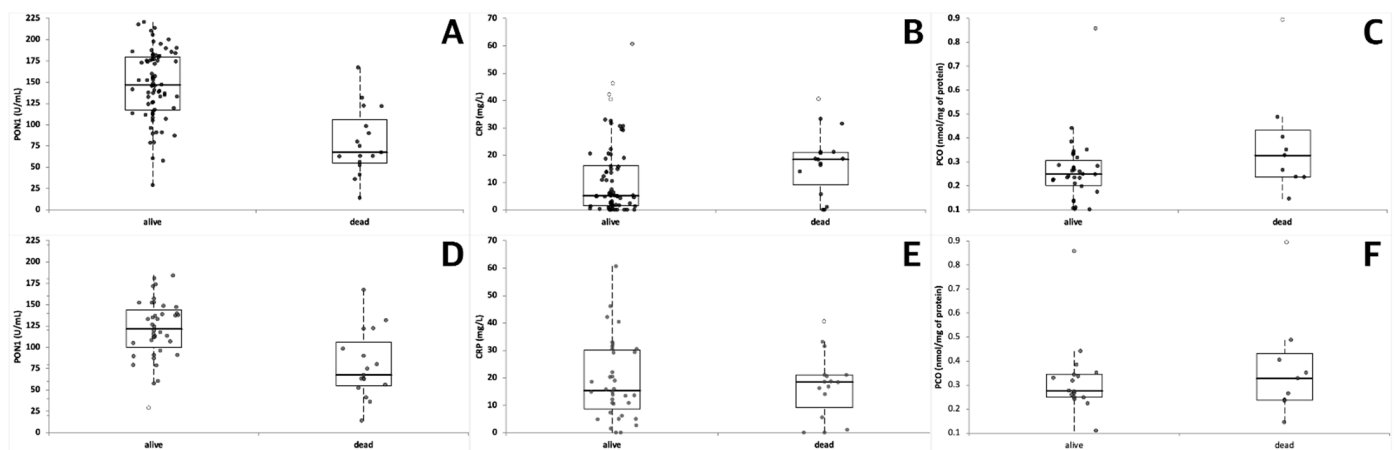 A
PON1 (U/mL)
225
200
175
150
125
100
75
50
25
0
alive
dead
B
CRP (mg/L)
70
60
50
40
30
20
10
0
alive
dead
C
PCO (nmol/mg of protein)
0.9
0.8
0.7
0.6
0.5
0.4
0.3
0.2
0.1
alive
dead
D
PON1 (U/mL)
225
200
175
150
125
100
75
50
25
0
alive
dead
E
CRP (mg/L)
70
60
50
40
30
20
10
0
alive
dead
F
PCO (nmol/mg of protein)
0.9
0.8
0.7
0.6
0.5
0.4
0.3
0.2
0.1
alive
dead